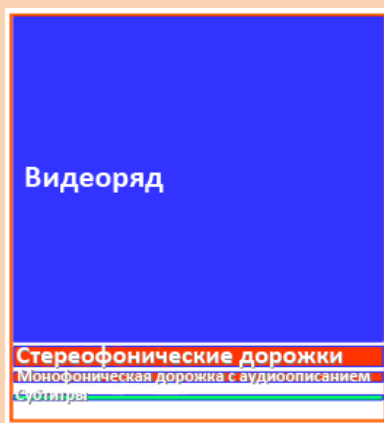 Видеоряд
Стереофонические дорожки
Монофоническая дорожка с аудиоописанием
Субтитры